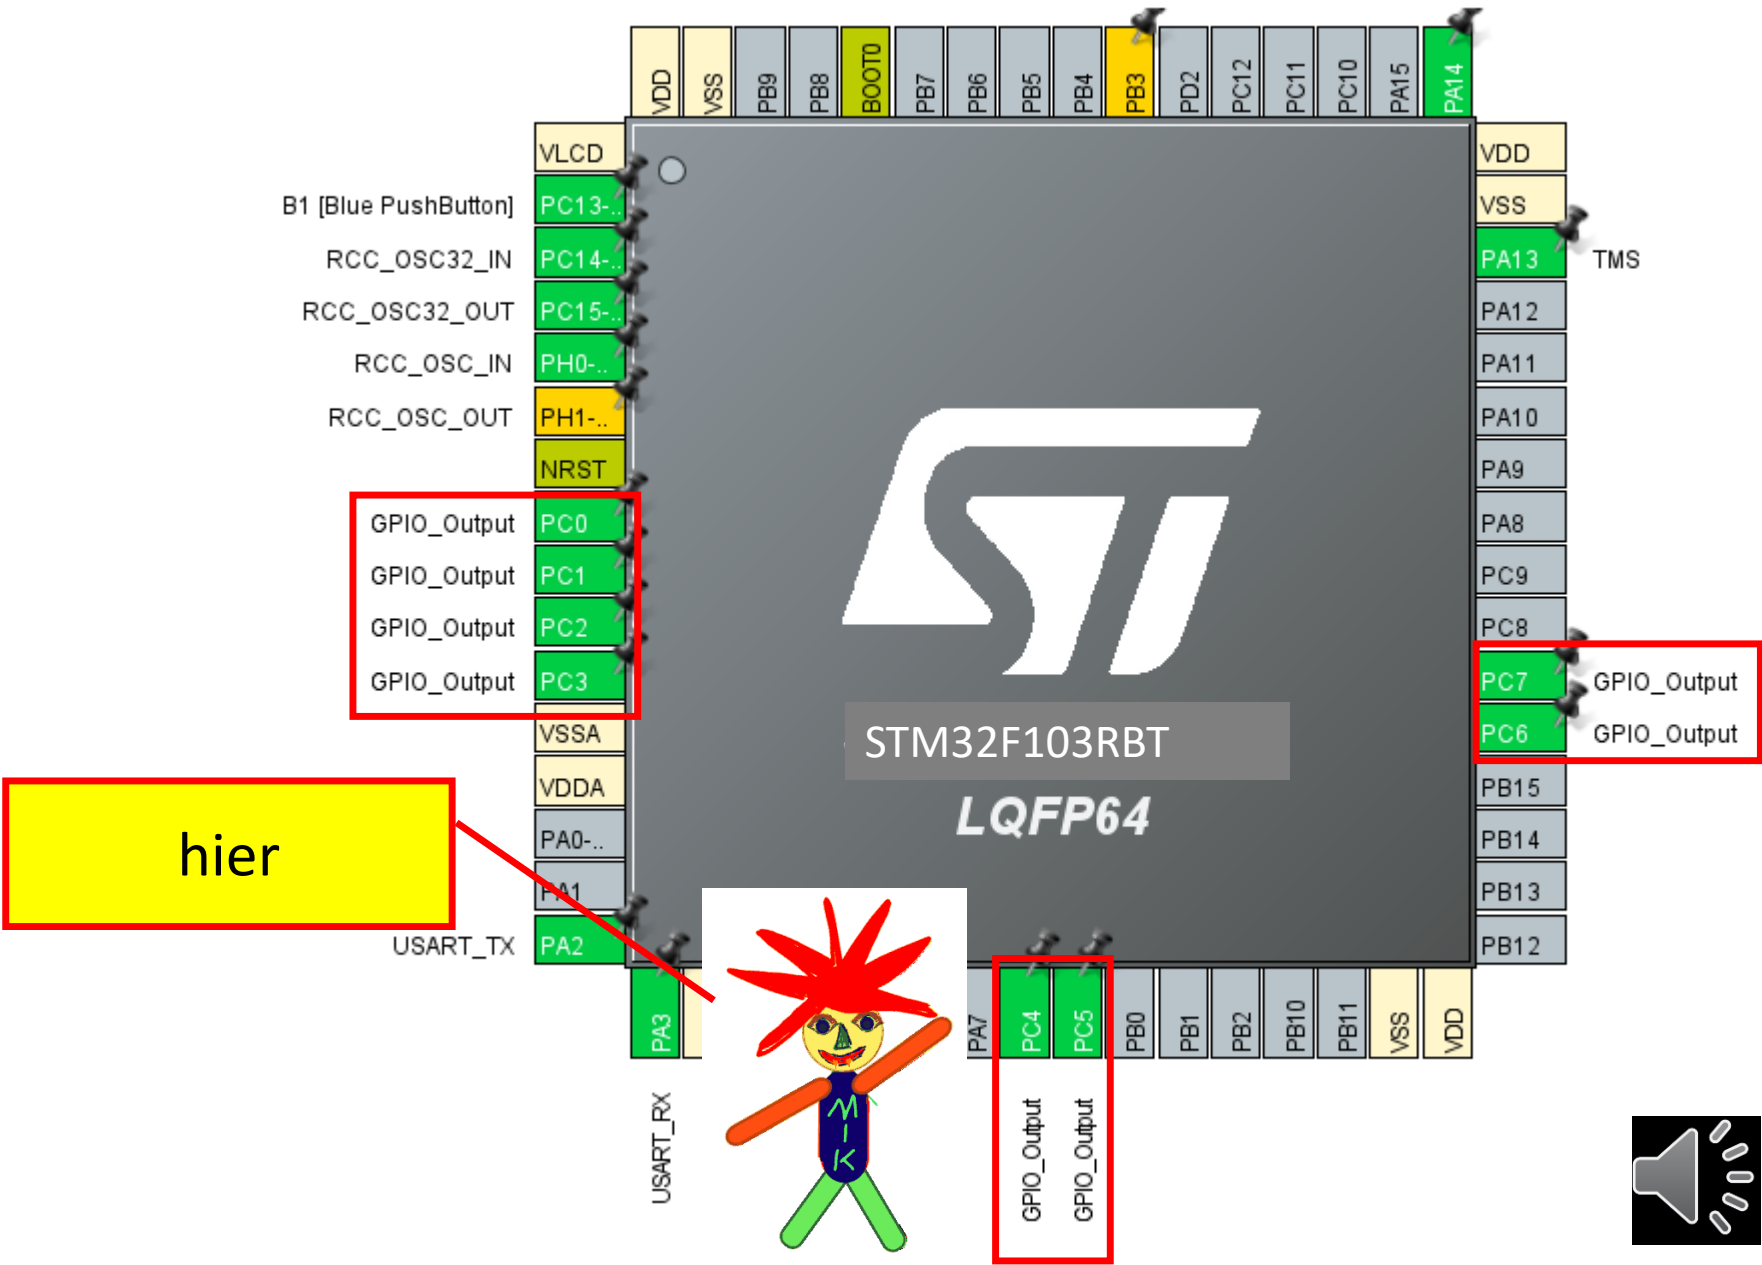 VDD
VSS
PB9
PB8
BOOT0
PB7
PB6
PB5
PB4
PB3
PD2
PC12
PC11
PC10
PA15
PA14
VLCD
B1 [Blue PushButton] PC13-..
RCC_OSC32_IN PC14-..
RCC_OSC32_OUT PC15-..
RCC_OSC_IN PH0-..
RCC_OSC_OUT PH1-..
NRST
GPIO_Output PC0
GPIO_Output PC1
GPIO_Output PC2
GPIO_Output PC3
VSSA
VDDA
PA0-..
PA1
USART_TX PA2
hier
ST
STM32F103RBT
LQFP64
VDD
VSS
PA13 TMS
PA12
PA11
PA10
PA9
PA8
PC9
PC8
PC7 GPIO_Output
PC6 GPIO_Output
PB15
PB14
PB13
PB12
PA3
USART_RX
MIK
PA7
PC4
GPIO_Output
PC5
GPIO_Output
PB0
PB1
PB2
PB10
PB11
VSS
VDD